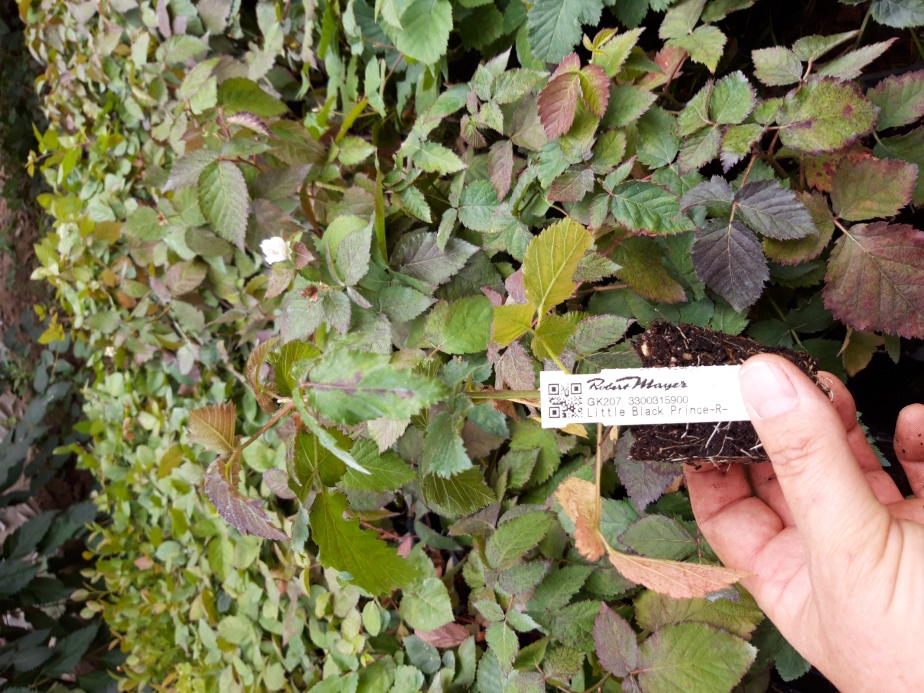 Robert Mayer
GK207 3300315900
Little Black Prince-R-